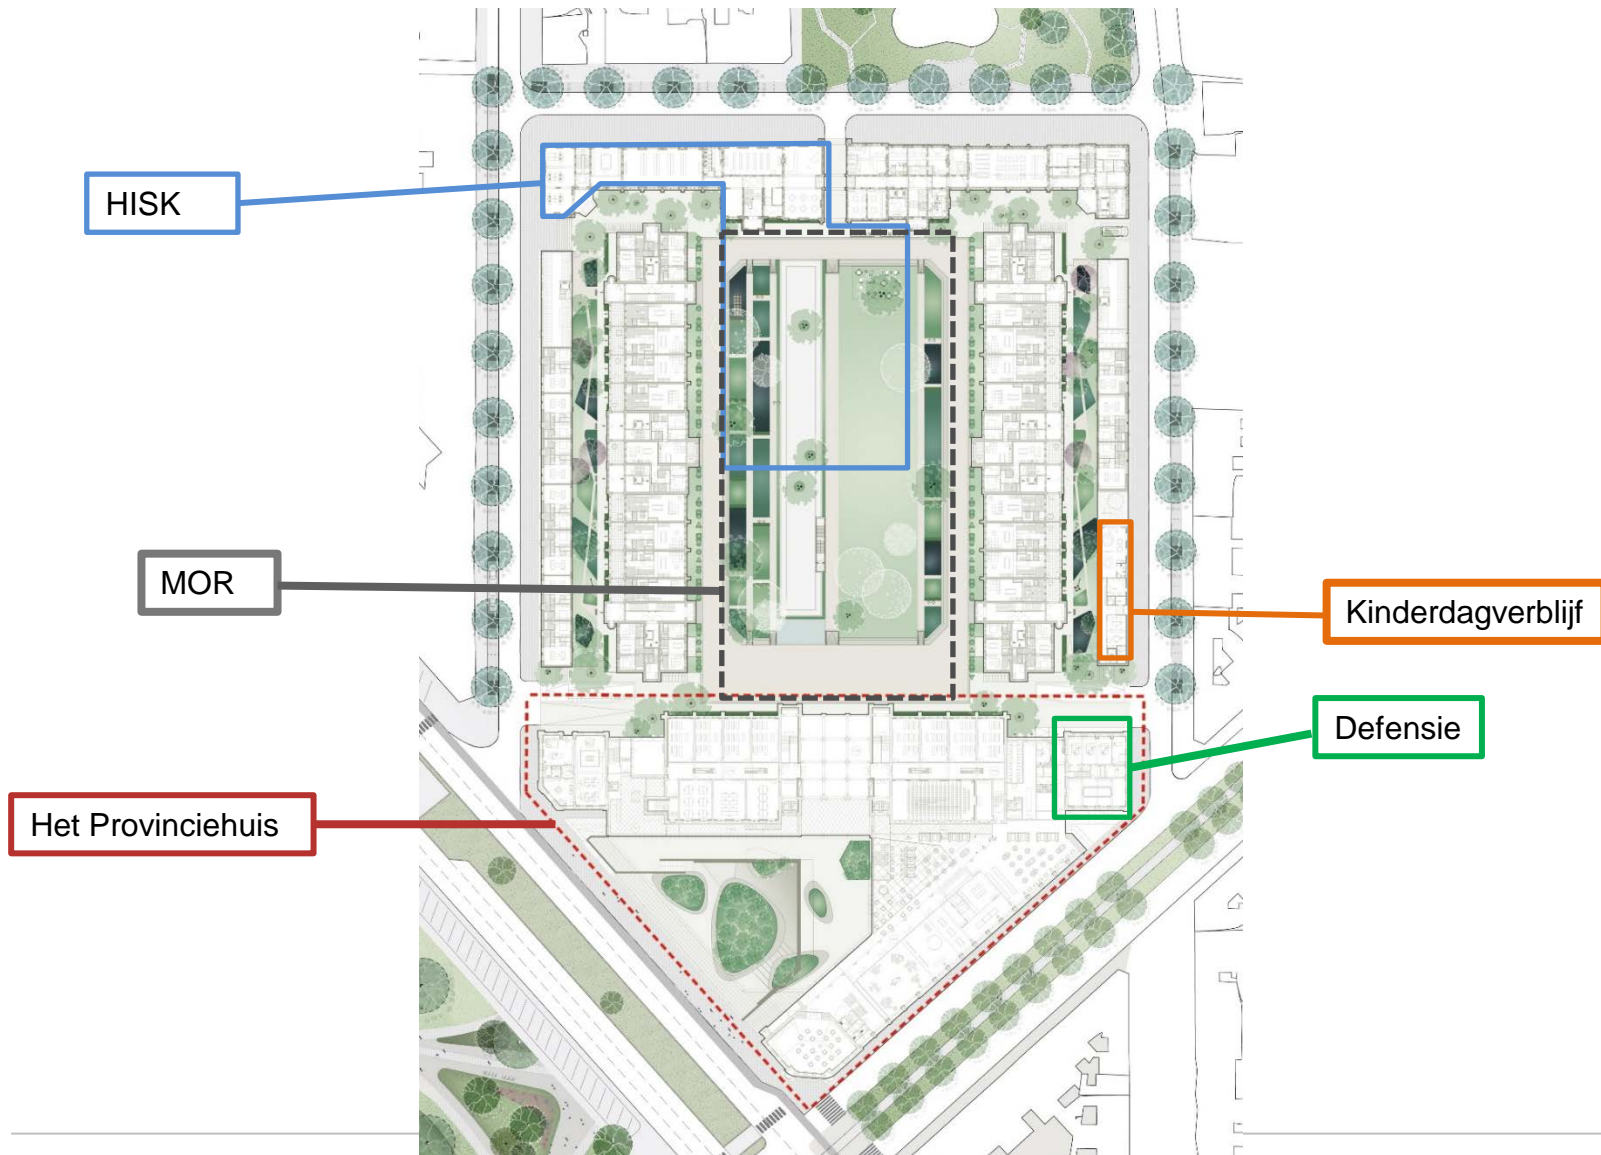 HISK
MOR
Kinderdagverblijf
Defensie
Het Provinciehuis